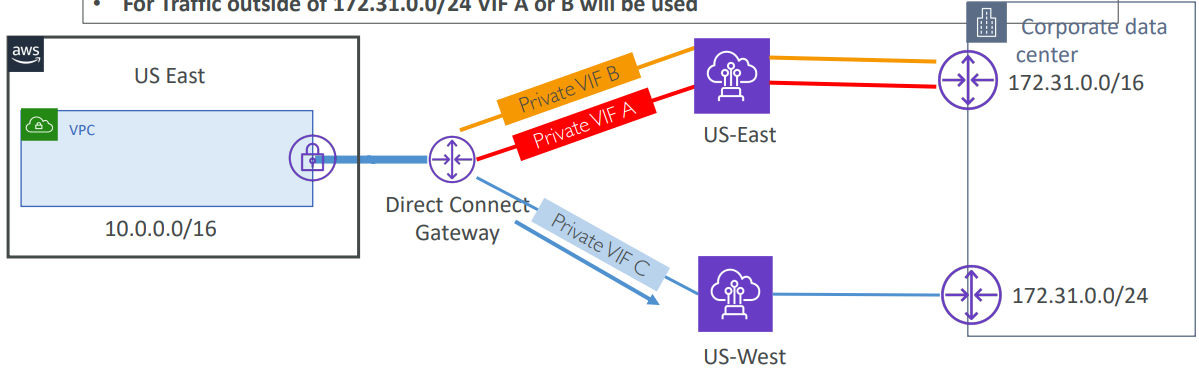 • For Traffic outside of 172.31.0.0/24 VIF A or B will be used
aws
US East
VPC
10.0.0.0/16
Direct Connect
Gateway
Private VIF B
Private VIF A
Private VIF C
US-East
US-West
Corporate data
center
172.31.0.0/16
172.31.0.0/24